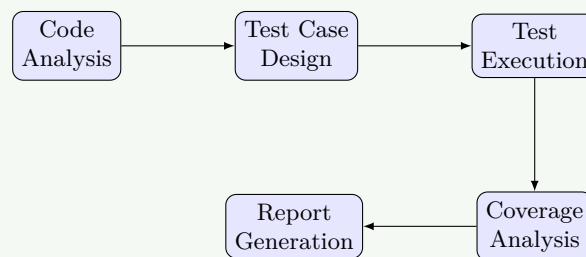 Code
Analysis
Test Case
Design
Test
Execution
Coverage
Analysis
Report
Generation